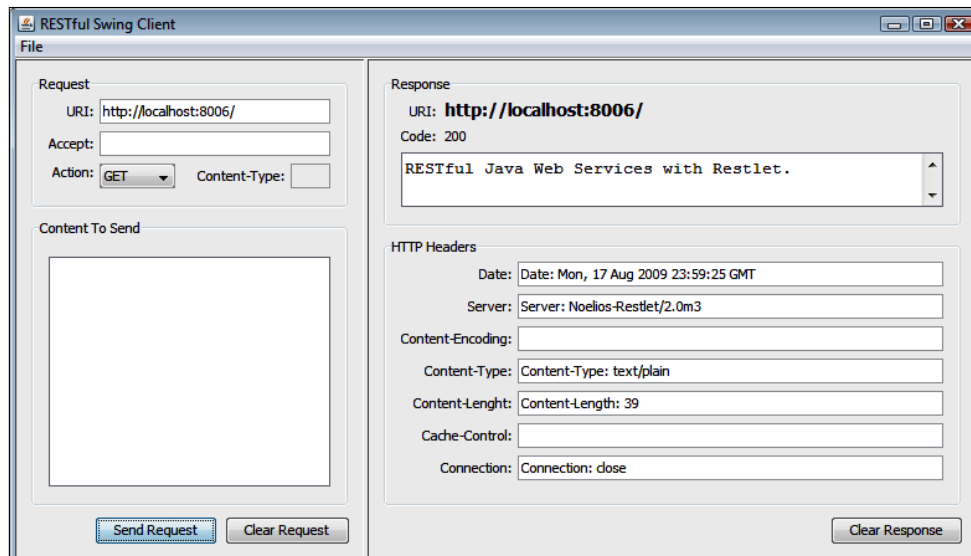 RESTful Swing Client
File
Request
URI: http://localhost:8006/
Accept:
Action: GET Content-Type:
Content To Send
Send Request Clear Request
Response
URI: http://localhost:8006/
Code: 200
RESTful Java Web Services with Restlet.
HTTP Headers
Date: Date: Mon, 17 Aug 2009 23:59:25 GMT
Server: Server: Noelios-Restlet/2.0m3
Content-Encoding:
Content-Type: Content-Type: text/plain
Content-Lenght: Content-Length: 39
Cache-Control:
Connection: Connection: close
Clear Response